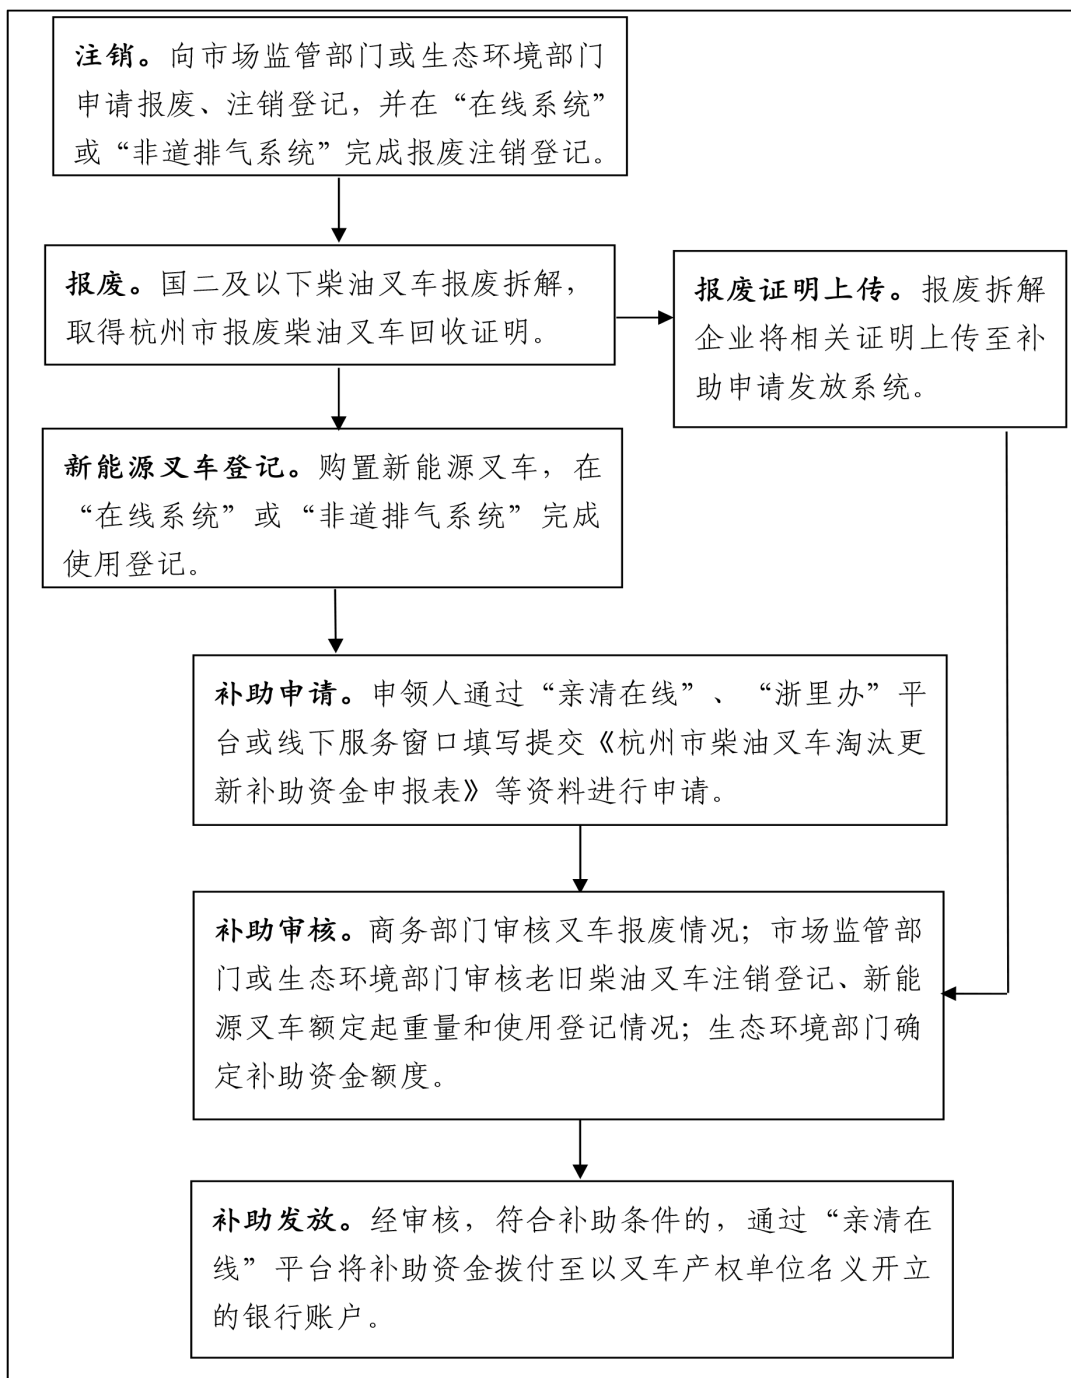 注销。向市场监管部门或生态环境部门
申请报废、注销登记，并在“在线系统”
或“非道排气系统”完成报废注销登记。
报废。国二及以下柴油叉车报废拆解，
取得杭州市报废柴油叉车回收证明。
报废证明上传。报废拆解
企业将相关证明上传至补
助申请发放系统。
新能源叉车登记。购置新能源叉车，在
“在线系统”或“非道排气系统”完成
使用登记。
补助申请。申领人通过“亲清在线”、“浙里办”平
台或线下服务窗口填写提交《杭州市柴油叉车淘汰更
新补助资金申报表》等资料进行申请。
补助审核。商务部门审核叉车报废情况；市场监管部
门或生态环境部门审核老旧柴油叉车注销登记、新能
源叉车额定起重量和使用登记情况；生态环境部门确
定补助资金额度。
补助发放。经审核，符合补助条件的，通过“亲清在
线”平台将补助资金拨付至以叉车产权单位名义开立
的银行账户。